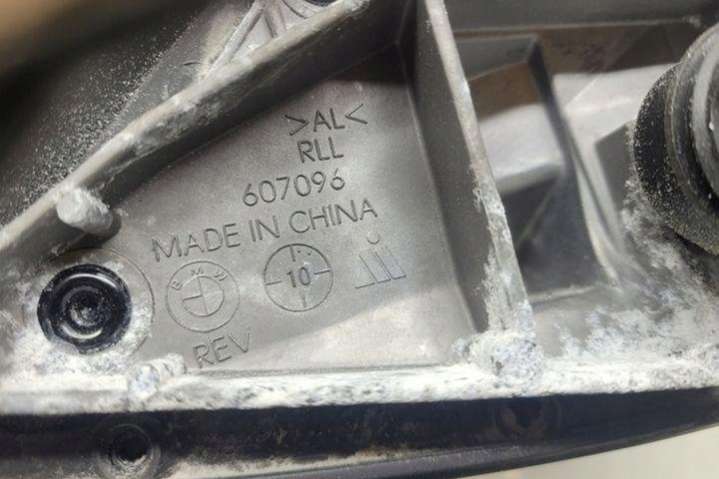 >AL<
RLL
607096
MADE IN CHINA
BMW
10
REV